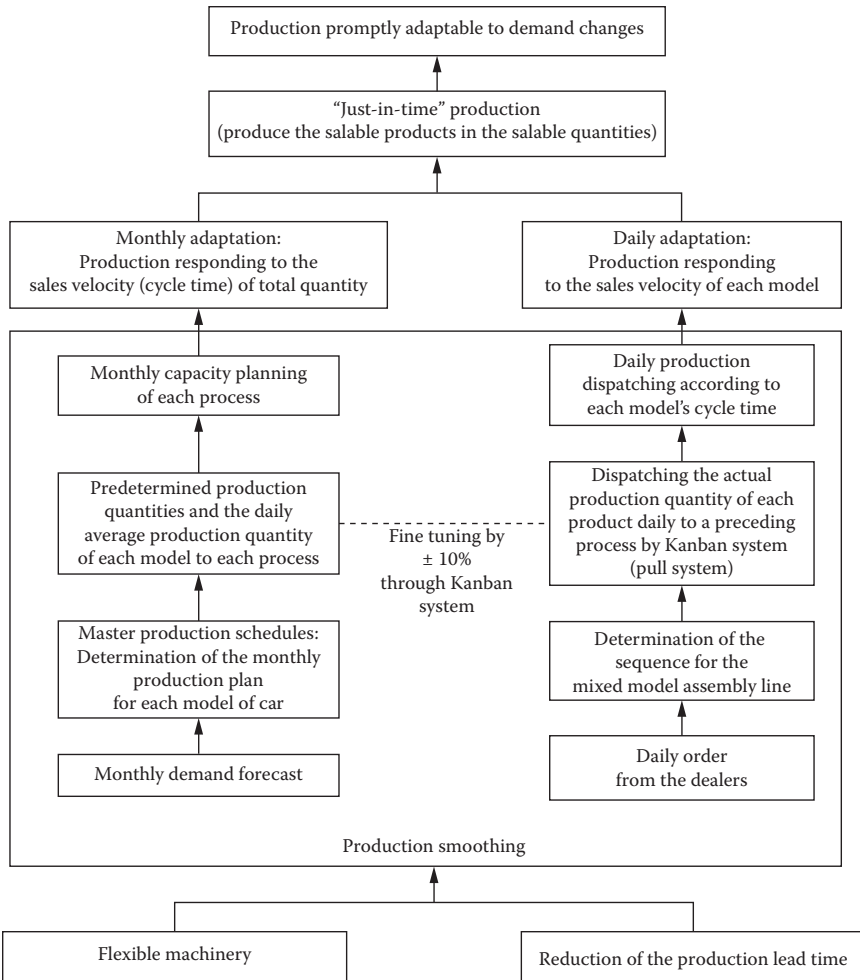 Production promptly adaptable to demand changes
“Just-in-time” production
(produce the salable products in the salable quantities)
Monthly adaptation:
Production responding to the
sales velocity (cycle time) of total quantity
Daily adaptation:
Production responding
to the sales velocity of each model
Monthly capacity planning
of each process
Daily production
dispatching according to
each model’s cycle time
Predetermined production
quantities and the daily
average production quantity
of each model to each process
Fine tuning by
± 10%
through Kanban
system
Dispatching the actual
production quantity of each
product daily to a preceding
process by Kanban system
(pull system)
Master production schedules:
Determination of the monthly
production plan
for each model of car
Determination of the
sequence for the
mixed model assembly line
Monthly demand forecast
Daily order
from the dealers
Production smoothing
Flexible machinery
Reduction of the production lead time